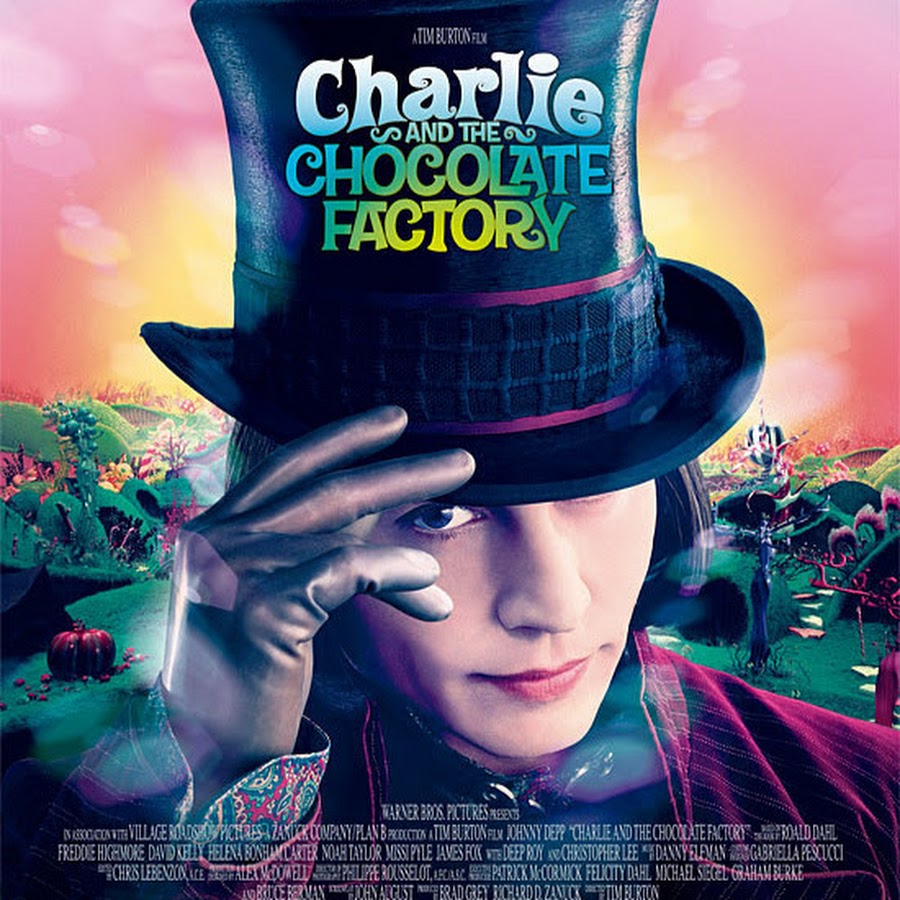 A TIM BURTON FILM
Charlie
AND THE
CHOCOLATE
FACTORY
WARNER BROS. PICTURES PRESENTS
IN ASSOCIATION WITH VILLAGE ROADSHOW PICTURES A ZANUCK COMPANY/PLAN B PRODUCTION A TIM BURTON FILM JOHNNY DEPP "CHARLIE AND THE CHOCOLATE FACTORY" ROALD DAHL
FREDDIE HIGHMORE DAVID KELLY HELENA BONHAM CARTER NOAH TAYLOR MISSI PYLE JAMES FOX WITH DEEP ROY AND CHRISTOPHER LEE DANNY ELFMAN GABRIELLA PESCUCCI
CHRIS LEBENZON, A.C.E. ALEX McDOWELL PHILIPPE ROUSSELOT, A.F.C./A.S.C. PATRICK McCORMICK FELICITY DAHL MICHAEL SIEGEL GRAHAM BURKE
AND BRUCE BERMAN JOHN AUGUST BRAD GREY RICHARD D. ZANUCK TIM BURTON